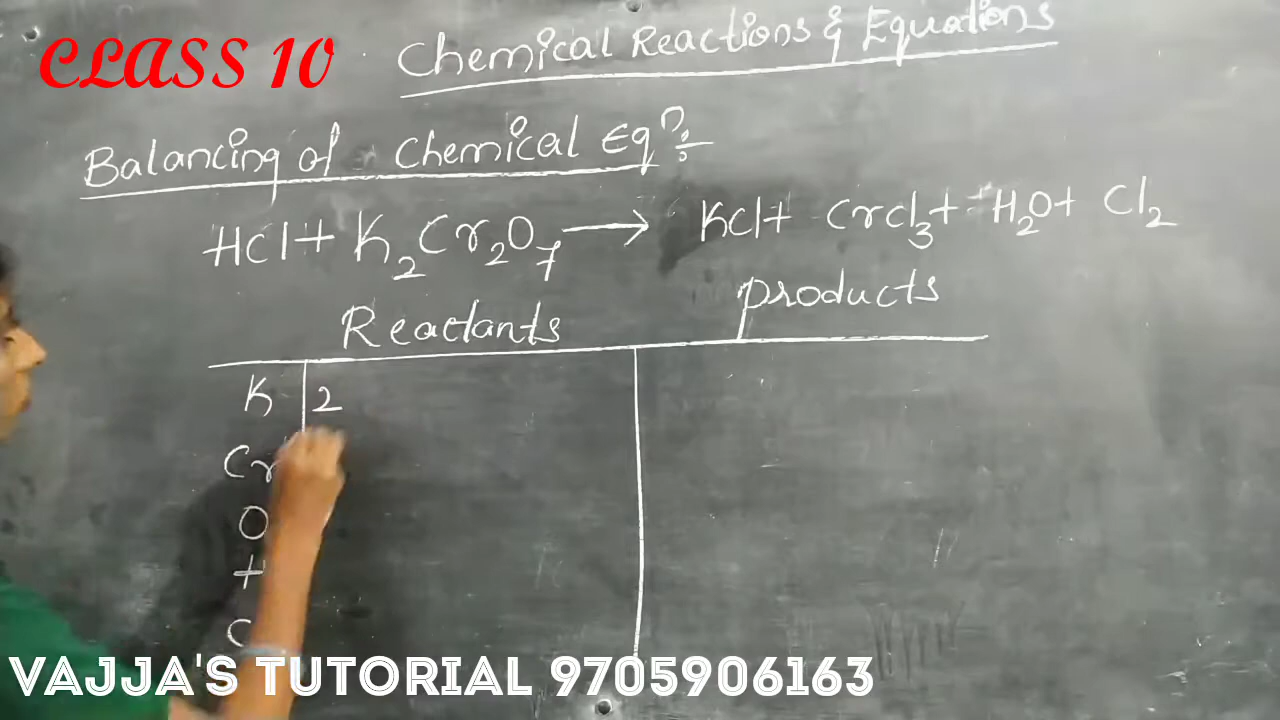 CLASS 10
Chemical Reactions & Equations
Balancing of Chemical Eqn:
HCl + K2Cr2O7 → KCl + CrCl3 + H2O + Cl2
Reactants products
K 2
Cr
O
VAJJA'S TUTORIAL 9705906163